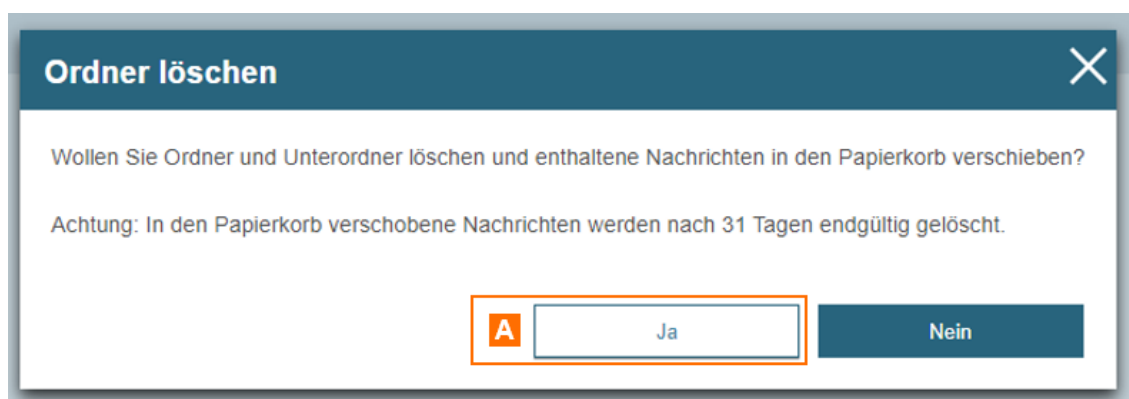 Ordner löschen
Wollen Sie Ordner und Unterordner löschen und enthaltene Nachrichten in den Papierkorb verschieben?
Achtung: In den Papierkorb verschobene Nachrichten werden nach 31 Tagen endgültig gelöscht.
A Ja Nein